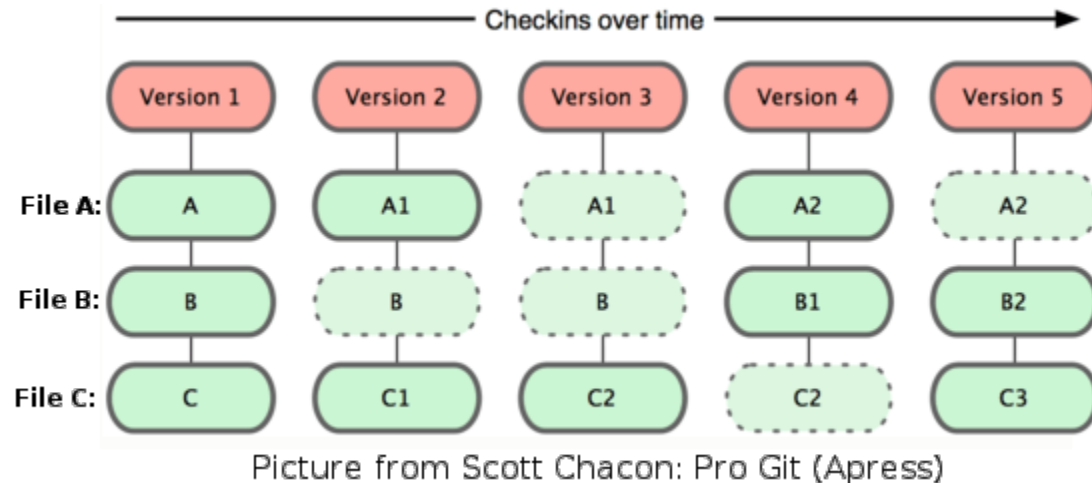 Checkins over time
Version 1 Version 2 Version 3 Version 4 Version 5
File A: A A1 A1 A2 A2
File B: B B B B1 B2
File C: C C1 C2 C2 C3
Picture from Scott Chacon: Pro Git (Apress)